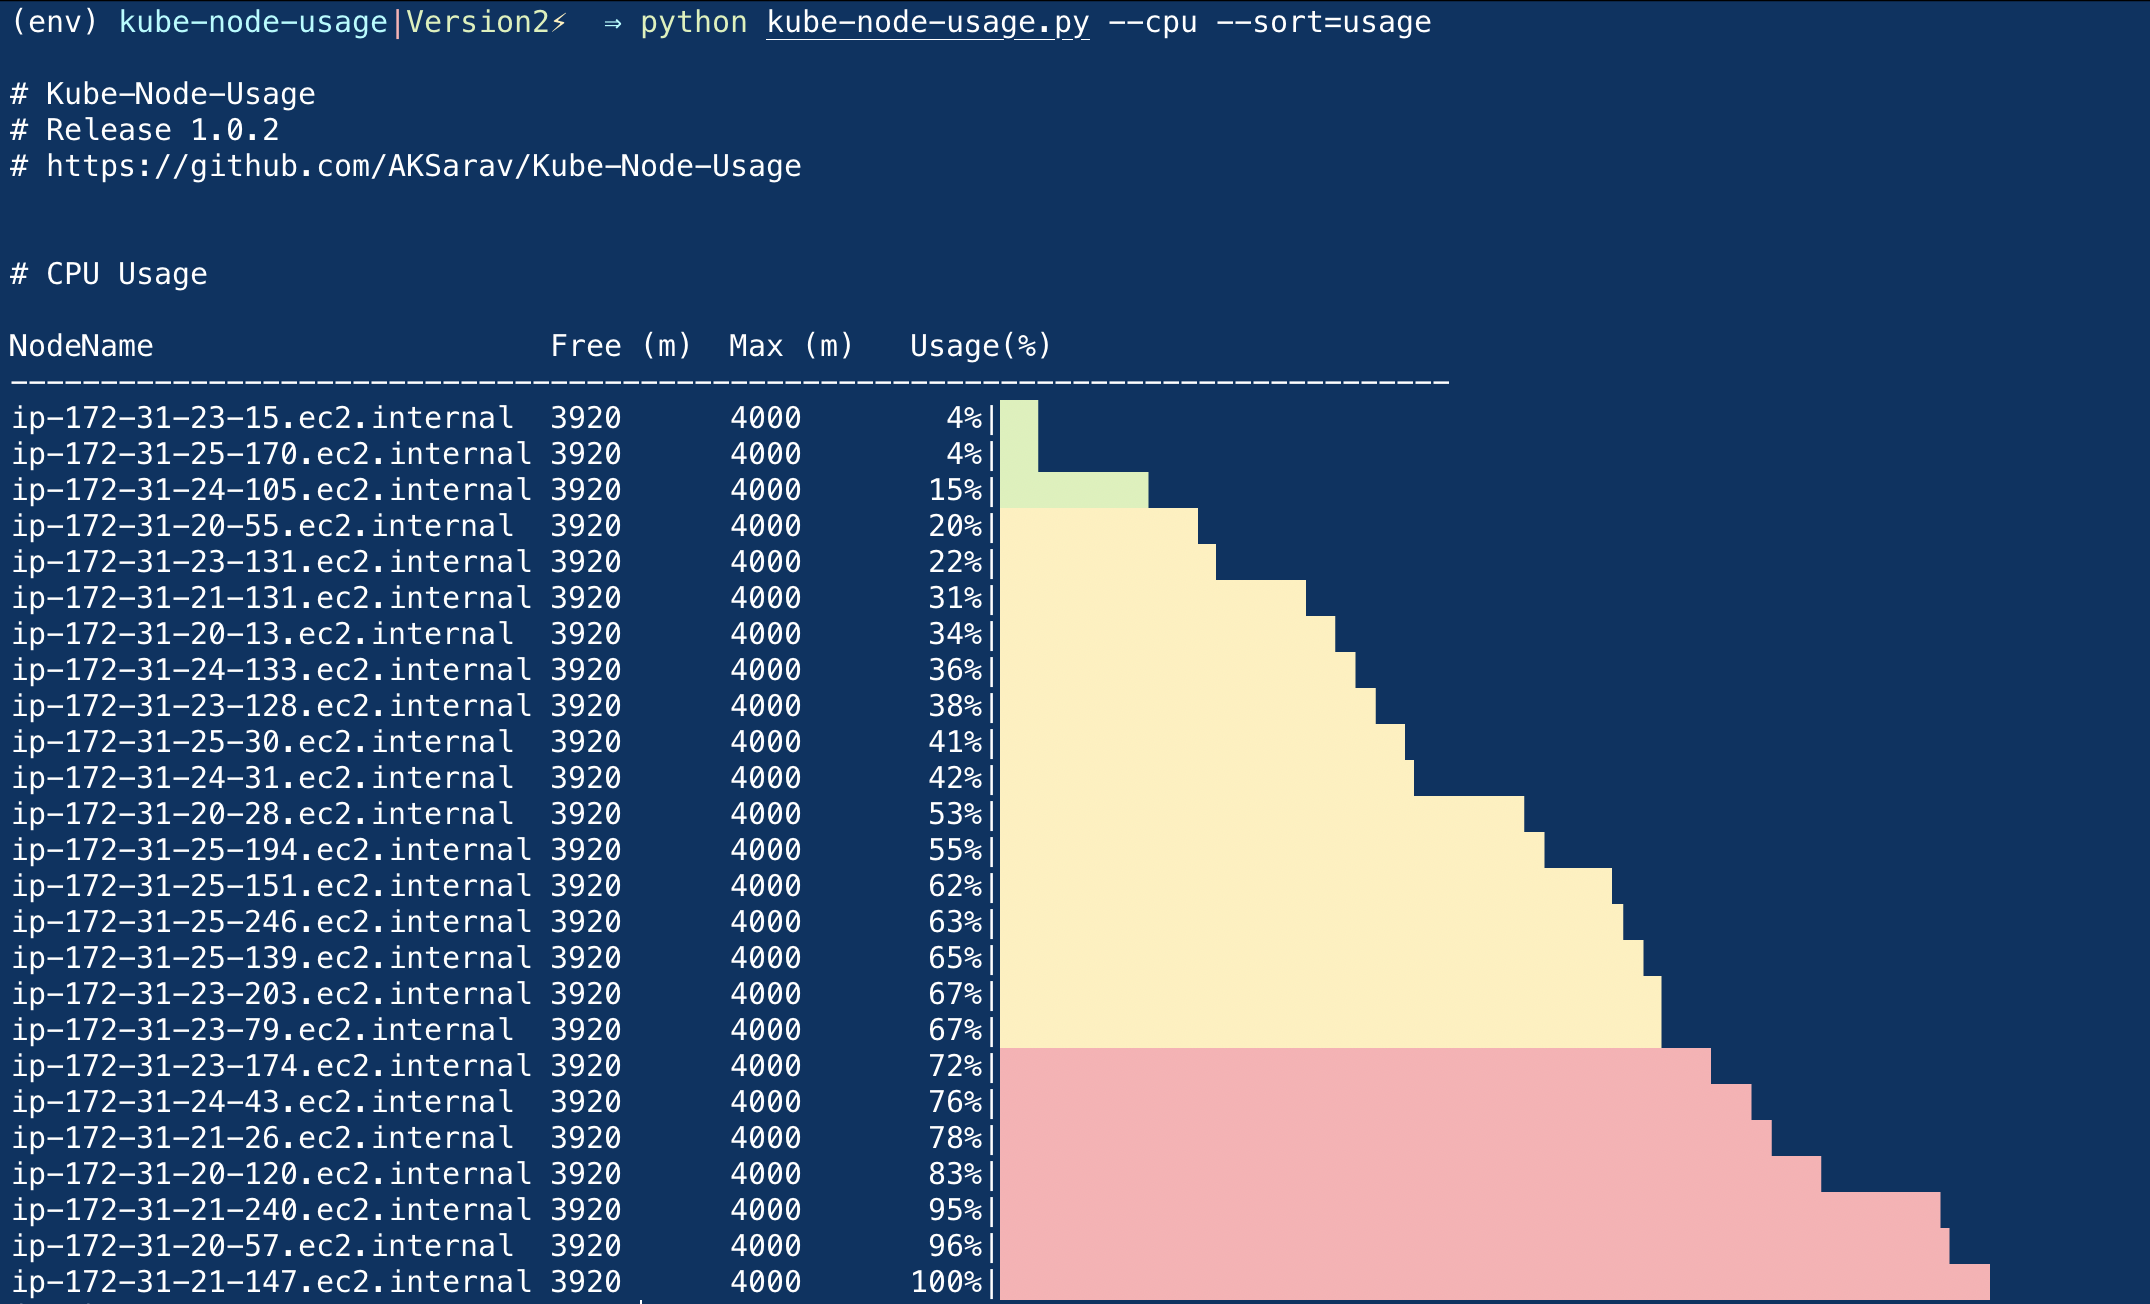 (env) kube-node-usage|Version2⚡ ⇒ python kube-node-usage.py --cpu --sort=usage
# Kube-Node-Usage
# Release 1.0.2
# https://github.com/AKSarav/Kube-Node-Usage
# CPU Usage
NodeName Free (m) Max (m) Usage(%)
--------------------------------------------------------------------------------
ip-172-31-23-15.ec2.internal 3920 4000 4%|
ip-172-31-25-170.ec2.internal 3920 4000 4%|
ip-172-31-24-105.ec2.internal 3920 4000 15%|
ip-172-31-20-55.ec2.internal 3920 4000 20%|
ip-172-31-23-131.ec2.internal 3920 4000 22%|
ip-172-31-21-131.ec2.internal 3920 4000 31%|
ip-172-31-20-13.ec2.internal 3920 4000 34%|
ip-172-31-24-133.ec2.internal 3920 4000 36%|
ip-172-31-23-128.ec2.internal 3920 4000 38%|
ip-172-31-25-30.ec2.internal 3920 4000 41%|
ip-172-31-24-31.ec2.internal 3920 4000 42%|
ip-172-31-20-28.ec2.internal 3920 4000 53%|
ip-172-31-25-194.ec2.internal 3920 4000 55%|
ip-172-31-25-151.ec2.internal 3920 4000 62%|
ip-172-31-25-246.ec2.internal 3920 4000 63%|
ip-172-31-25-139.ec2.internal 3920 4000 65%|
ip-172-31-23-203.ec2.internal 3920 4000 67%|
ip-172-31-23-79.ec2.internal 3920 4000 67%|
ip-172-31-23-174.ec2.internal 3920 4000 72%|
ip-172-31-24-43.ec2.internal 3920 4000 76%|
ip-172-31-21-26.ec2.internal 3920 4000 78%|
ip-172-31-20-120.ec2.internal 3920 4000 83%|
ip-172-31-21-240.ec2.internal 3920 4000 95%|
ip-172-31-20-57.ec2.internal 3920 4000 96%|
ip-172-31-21-147.ec2.internal 3920 4000 100%|